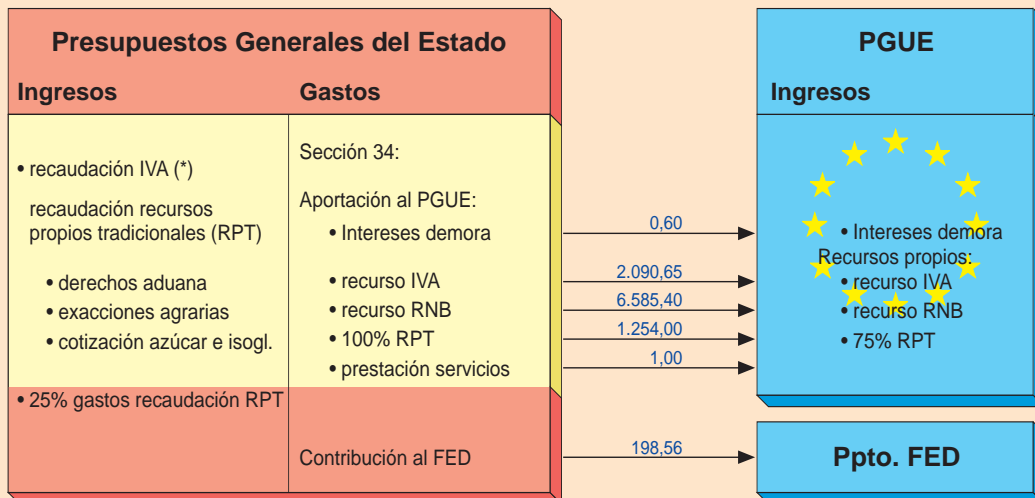 Presupuestos Generales del Estado
Ingresos
Gastos
• recaudación IVA (*)
recaudación recursos
propios tradicionales (RPT)
• derechos aduana
• exacciones agrarias
• cotización azúcar e isogl.
• 25% gastos recaudación RPT
Sección 34:
Aportación al PGUE:
• Intereses demora
• recurso IVA
• recurso RNB
• 100% RPT
• prestación servicios
Contribución al FED
0,60
2.090,65
6.585,40
1.254,00
1,00
198,56
PGUE
Ingresos
• Intereses demora
Recursos propios:
• recurso IVA
• recurso RNB
• 75% RPT
Ppto. FED